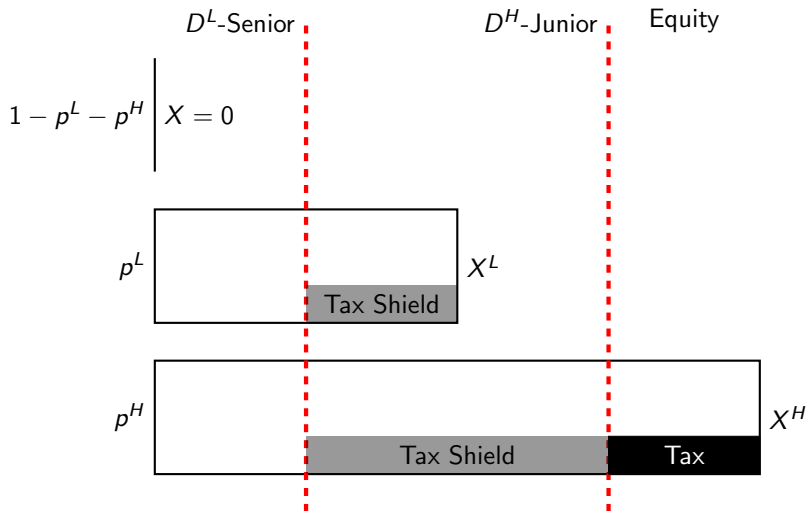 D^L-Senior
D^H-Junior
Equity
1 − p^L − p^H
X = 0
p^L
X^L
Tax Shield
p^H
X^H
Tax Shield
Tax